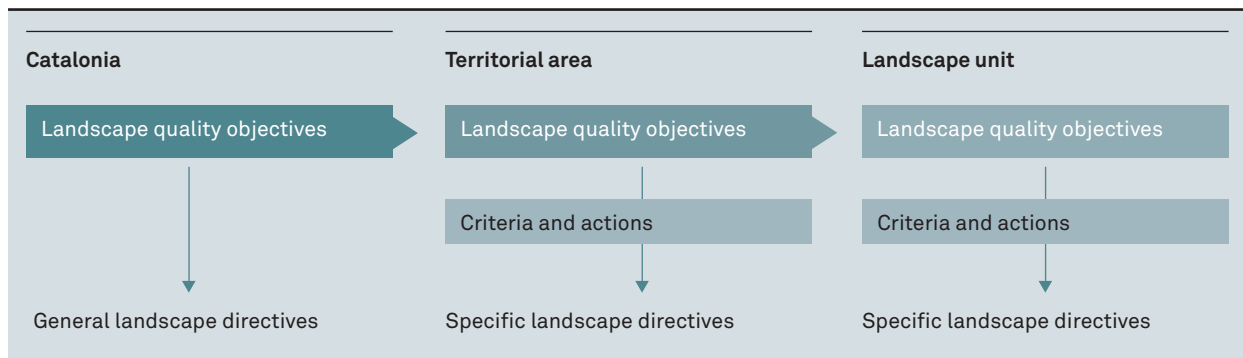 Catalonia
Territorial area
Landscape unit
Landscape quality objectives
Landscape quality objectives
Landscape quality objectives
Criteria and actions
Criteria and actions
General landscape directives
Specific landscape directives
Specific landscape directives